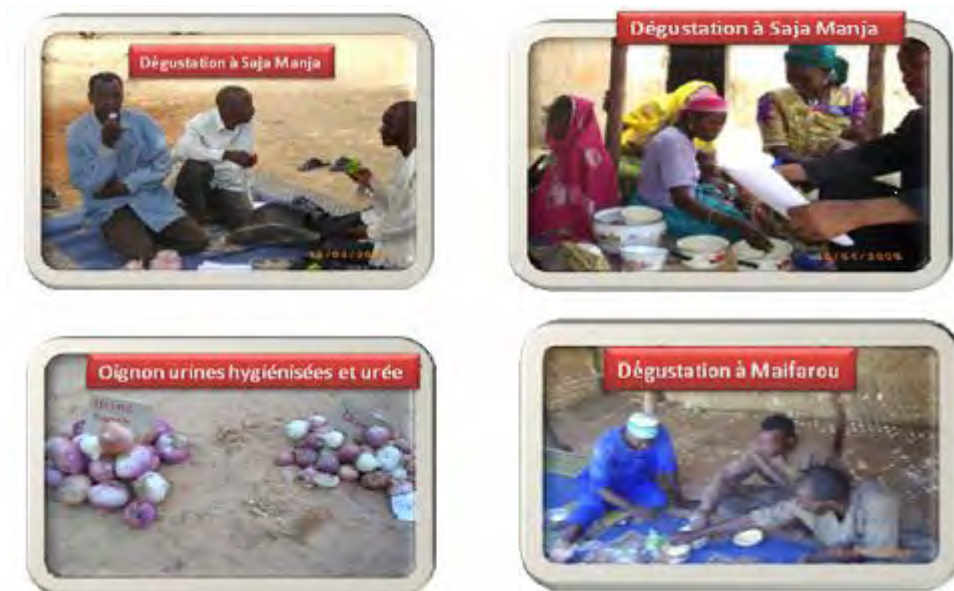 Dégustation à Saja Manja
Dégustation à Saja Manja
Oignon urines hygiénisées et urée
Dégustation à Maifarou